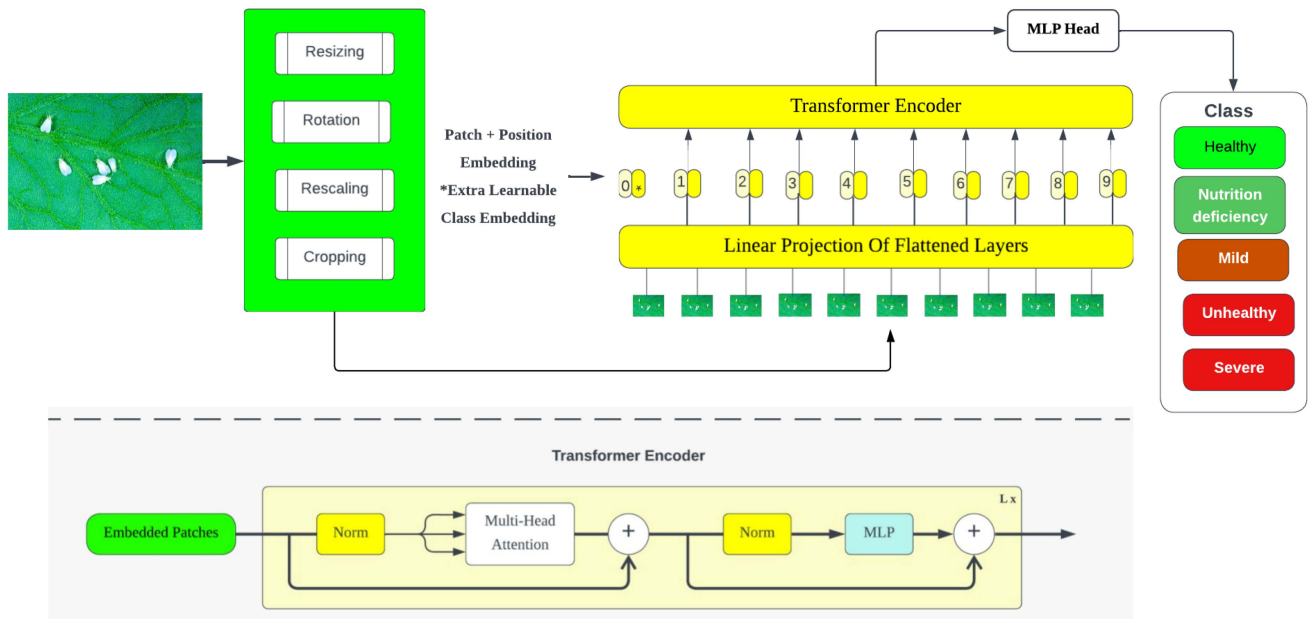 Resizing
Rotation
Rescaling
Cropping
Patch + Position
Embedding
*Extra Learnable
Class Embedding
MLP Head
Transformer Encoder
0 * 1 2 3 4 5 6 7 8 9
Linear Projection Of Flattened Layers
Class
Healthy
Nutrition
deficiency
Mild
Unhealthy
Severe
Transformer Encoder
L x
Embedded Patches
Norm
Multi-Head
Attention
+
Norm
MLP
+